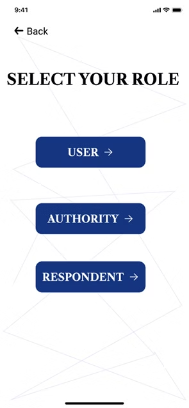 9:41
← Back
SELECT YOUR ROLE
USER →
AUTHORITY →
RESPONDENT →